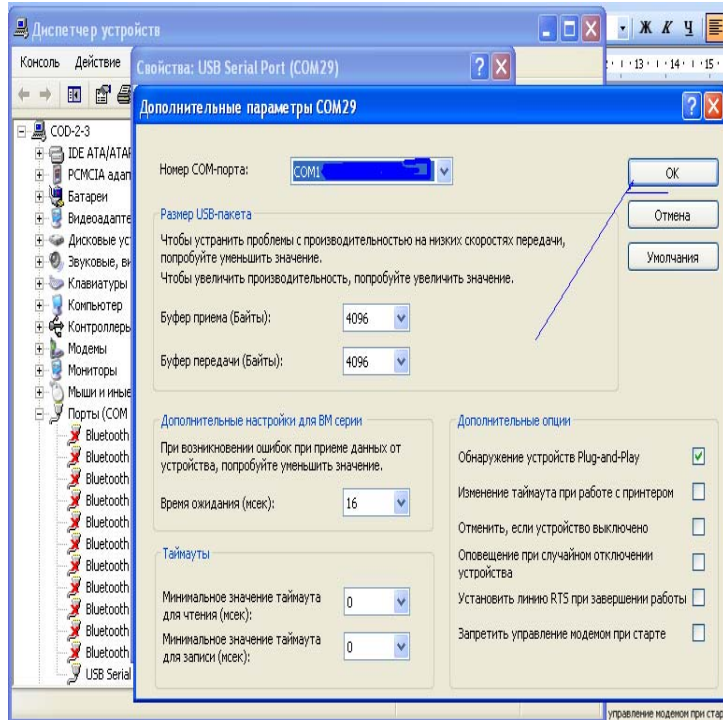 Диспетчер устройств
Ж К Ч
Консоль Действие
Свойства: USB Serial Port (COM29)
13 · 14 · 15
Дополнительные параметры COM29
COD-2-3
IDE ATA/ATAF
PCMCIA адап
Батареи
Видеоадапте
Дисковые ус
Звуковые, ви
Клавиатуры
Компьютер
Контроллеры
Модемы
Мониторы
Мыши и иные
Порты (COM
Bluetooth
Bluetooth
Bluetooth
Bluetooth
Bluetooth
Bluetooth
Bluetooth
Bluetooth
Bluetooth
Bluetooth
Bluetooth
USB Serial
Номер COM-порта:
COM1
OK
Отмена
Умолчания
Размер USB-пакета
Чтобы устранить проблемы с производительностью на низких скоростях передачи,
попробуйте уменьшить значение.
Чтобы увеличить производительность, попробуйте увеличить значение.
Буфер приема (Байты): 4096
Буфер передачи (Байты): 4096
Дополнительные настройки для BM серии
При возникновении ошибок при приеме данных от
устройства, попробуйте уменьшить значение.
Время ожидания (мсек): 16
Таймауты
Минимальное значение таймаута
для чтения (мсек): 0
Минимальное значение таймаута
для записи (мсек): 0
Дополнительные опции
Обнаружение устройств Plug-and-Play
Изменение таймаута при работе с принтером
Отменить, если устройство выключено
Оповещение при случайном отключении
устройства
Установить линию RTS при завершении работы
Запретить управление модемом при старте
управление модемом при стар